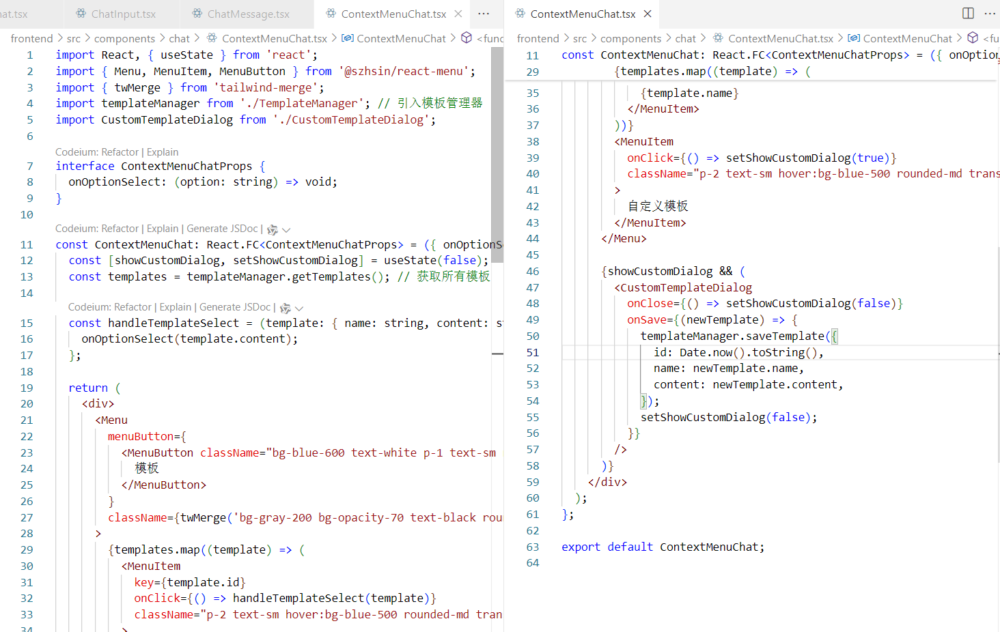 hat.tsx
ChatInput.tsx
ChatMessage.tsx
ContextMenuChat.tsx
frontend > src > components > chat > ContextMenuChat.tsx > ContextMenuChat > <func
1 import React, { useState } from 'react';
2 import { Menu, MenuItem, MenuButton } from '@szhsin/react-menu';
3 import { twMerge } from 'tailwind-merge';
4 import templateManager from './TemplateManager'; // 引入模板管理器
5 import CustomTemplateDialog from './CustomTemplateDialog';
6
Codeium: Refactor | Explain
7 interface ContextMenuChatProps {
8 onOptionSelect: (option: string) => void;
9 }
10
Codeium: Refactor | Explain | Generate JSDoc |
11 const ContextMenuChat: React.FC<ContextMenuChatProps> = ({ onOptionS
12 const [showCustomDialog, setShowCustomDialog] = useState(false);
13 const templates = templateManager.getTemplates(); // 获取所有模板
14
Codeium: Refactor | Explain | Generate JSDoc |
15 const handleTemplateSelect = (template: { name: string, content: st
16 onOptionSelect(template.content);
17 };
18
19 return (
20 <div>
21 <Menu
22 menuButton={
23 <MenuButton className="bg-blue-600 text-white p-1 text-sm
24 模板
25 </MenuButton>
26 }
27 className={twMerge('bg-gray-200 bg-opacity-70 text-black rou
28 >
29 {templates.map((template) => (
30 <MenuItem
31 key={template.id}
32 onClick={() => handleTemplateSelect(template)}
33 className="p-2 text-sm hover:bg-blue-500 rounded-md tran
34 >
ContextMenuChat.tsx
frontend > src > components > chat > ContextMenuChat.tsx > ContextMenuChat > <fu
11 const ContextMenuChat: React.FC<ContextMenuChatProps> = ({ onOption
29 {templates.map((template) => (
35 {template.name}
36 </MenuItem>
37 ))}
38 <MenuItem
39 onClick={() => setShowCustomDialog(true)}
40 className="p-2 text-sm hover:bg-blue-500 rounded-md trans
41 >
42 自定义模板
43 </MenuItem>
44 </Menu>
45
46 {showCustomDialog && (
47 <CustomTemplateDialog
48 onClose={() => setShowCustomDialog(false)}
49 onSave={(newTemplate) => {
50 templateManager.saveTemplate({
51 id: Date.now().toString(),
52 name: newTemplate.name,
53 content: newTemplate.content,
54 });
55 setShowCustomDialog(false);
56 }}
57 />
58 )}
59 </div>
60 );
61 };
62
63 export default ContextMenuChat;
64